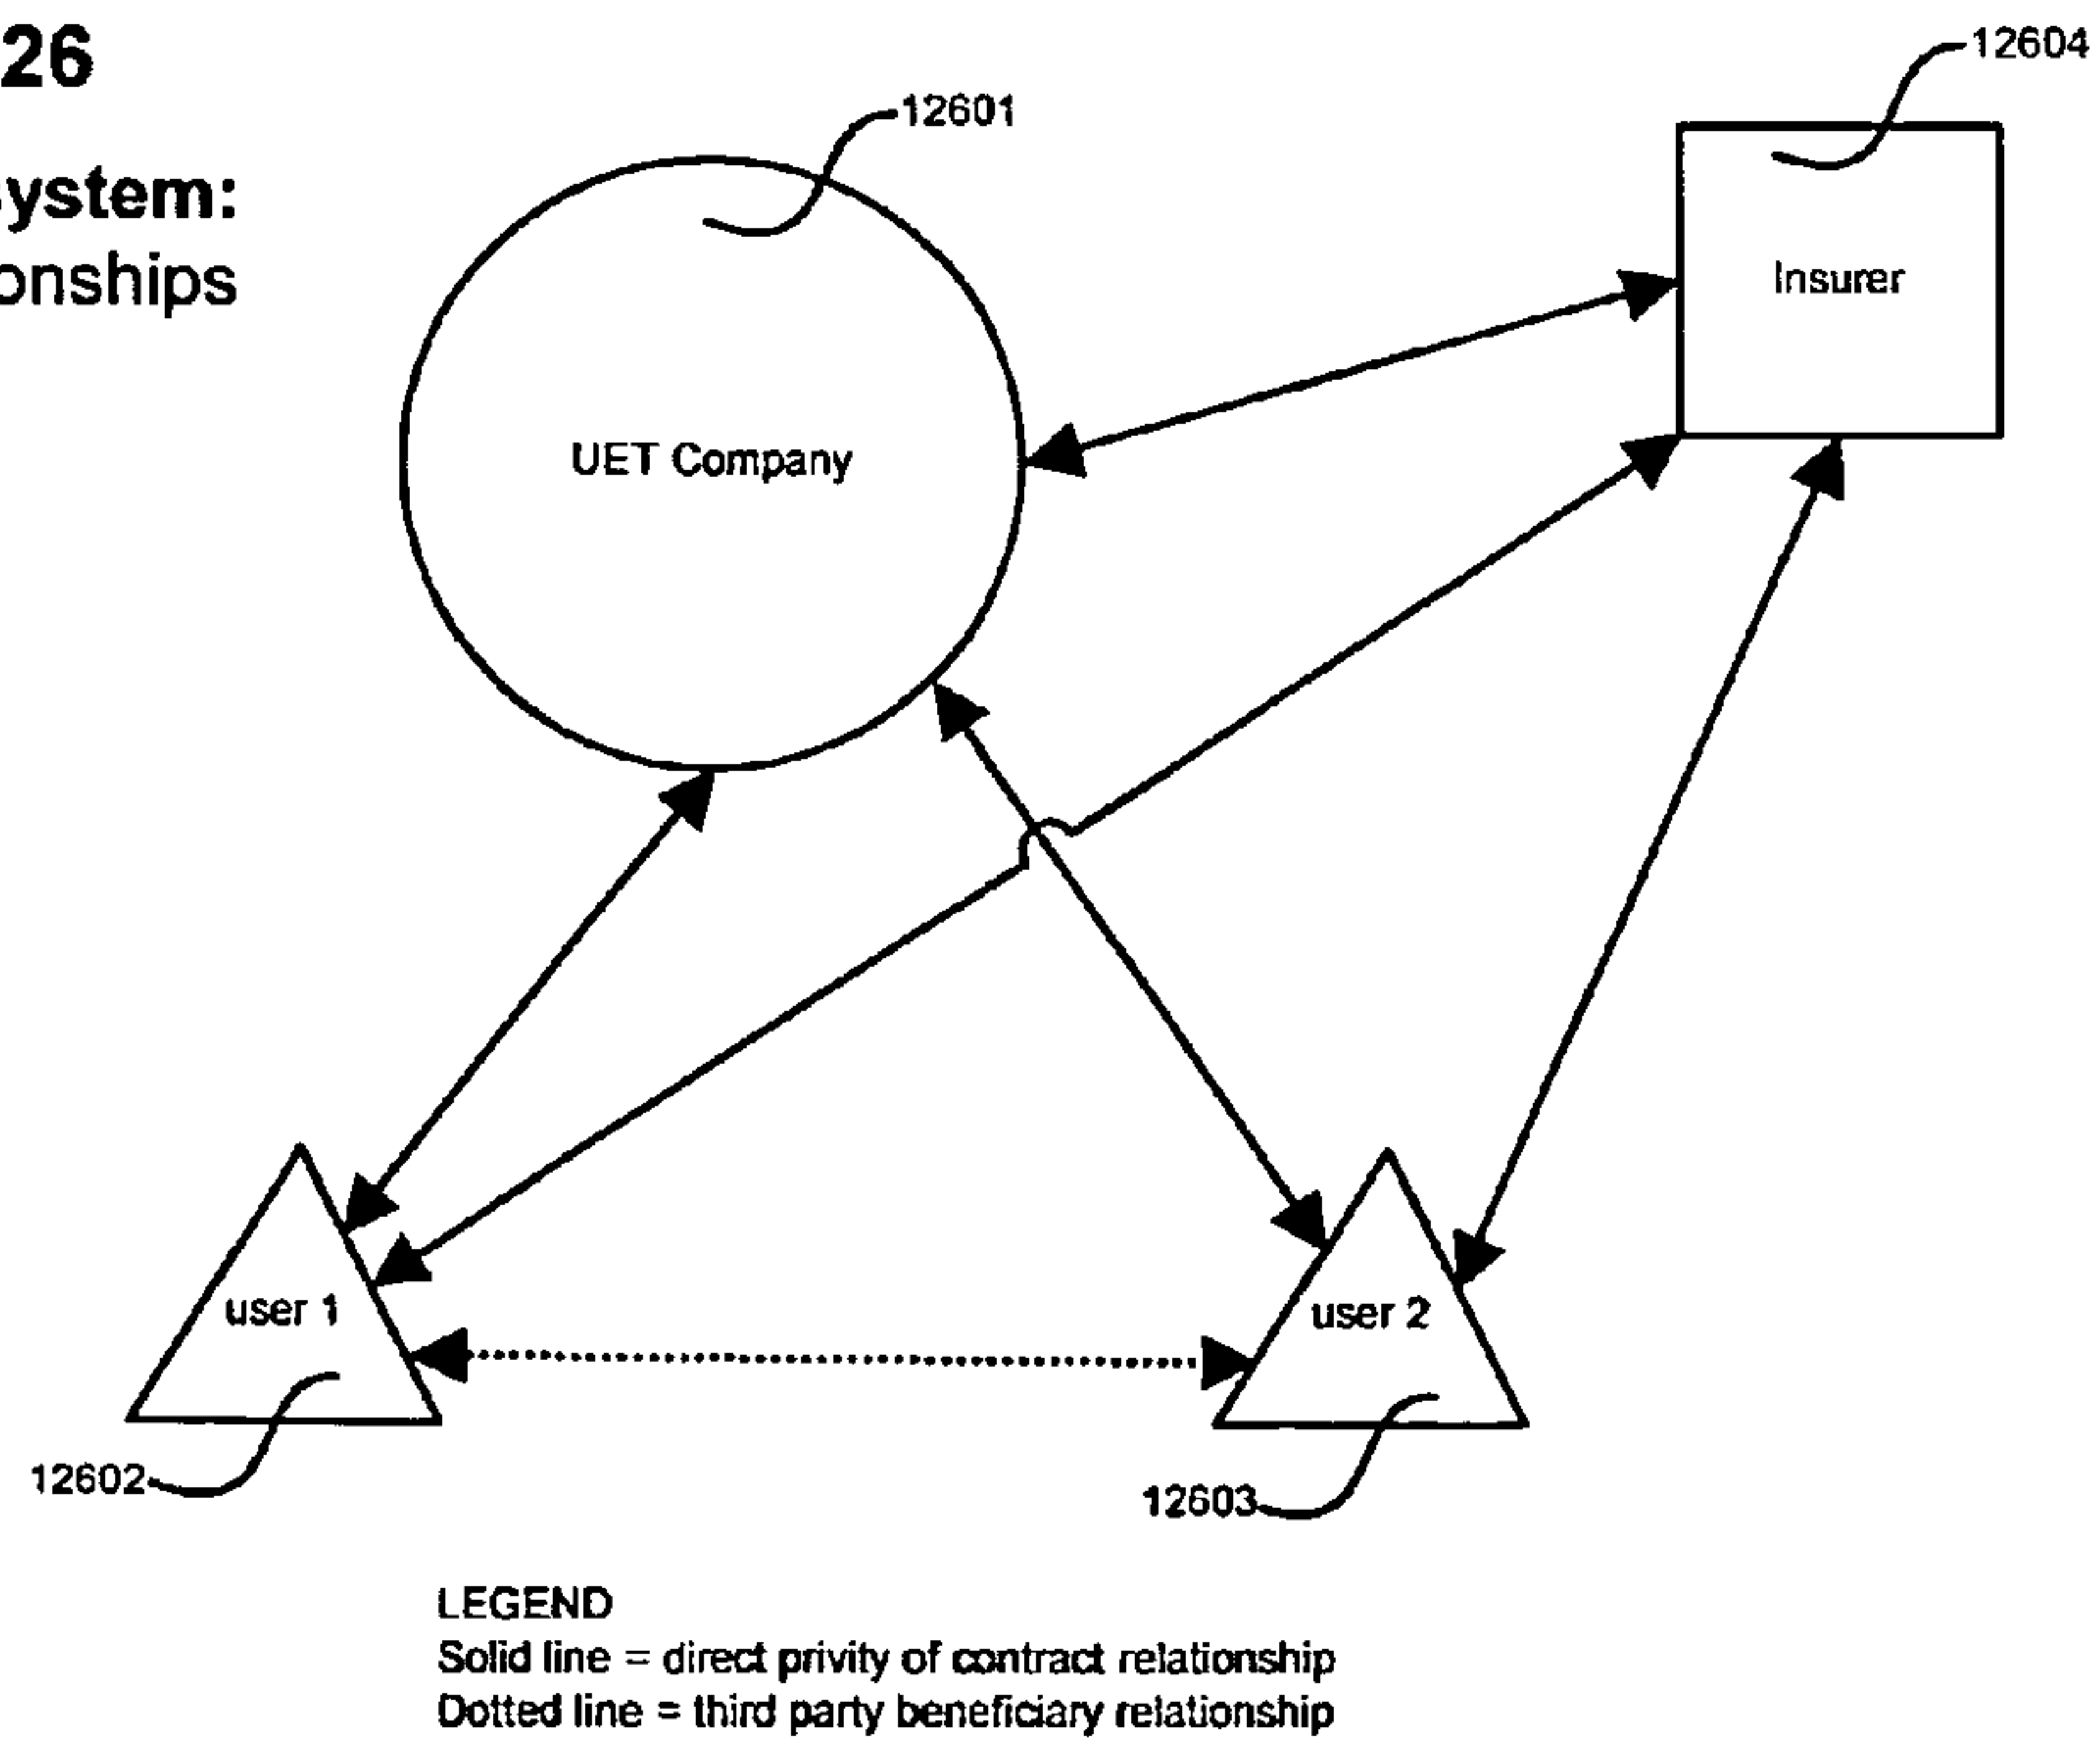 26
ystem:
onships
12601
12604
Insurer
UET Company
user 1
user 2
12602
12603
LEGEND
Solid line = direct privity of contract relationship
Dotted line = third party beneficiary relationship